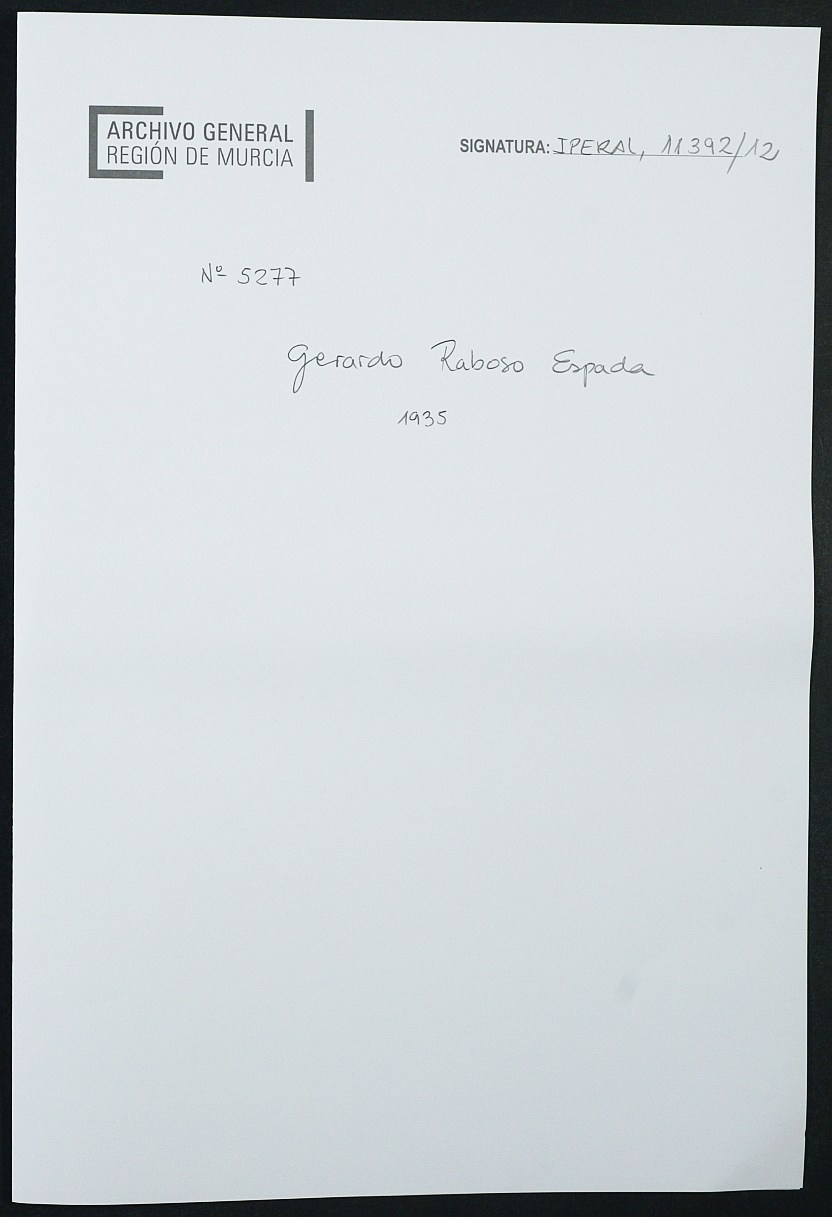 ARCHIVO GENERAL
REGIÓN DE MURCIA
SIGNATURA: IPERAL, 11392/12
Nº 5277
Gerardo Raboso Espada
1935